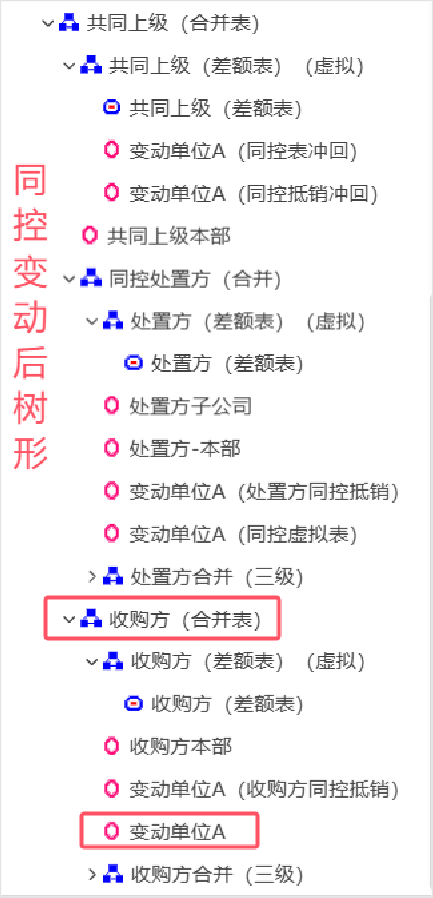 共同上级（合并表）
共同上级（差额表）（虚拟）
共同上级（差额表）
变动单位A（同控表冲回）
变动单位A（同控抵销冲回）
共同上级本部
同控处置方（合并）
处置方（差额表）（虚拟）
处置方（差额表）
处置方子公司
处置方-本部
变动单位A（处置方同控抵销）
变动单位A（同控虚拟表）
处置方合并（三级）
收购方（合并表）
收购方（差额表）（虚拟）
收购方（差额表）
收购方本部
变动单位A（收购方同控抵销）
变动单位A
收购方合并（三级）
同控变动后树形